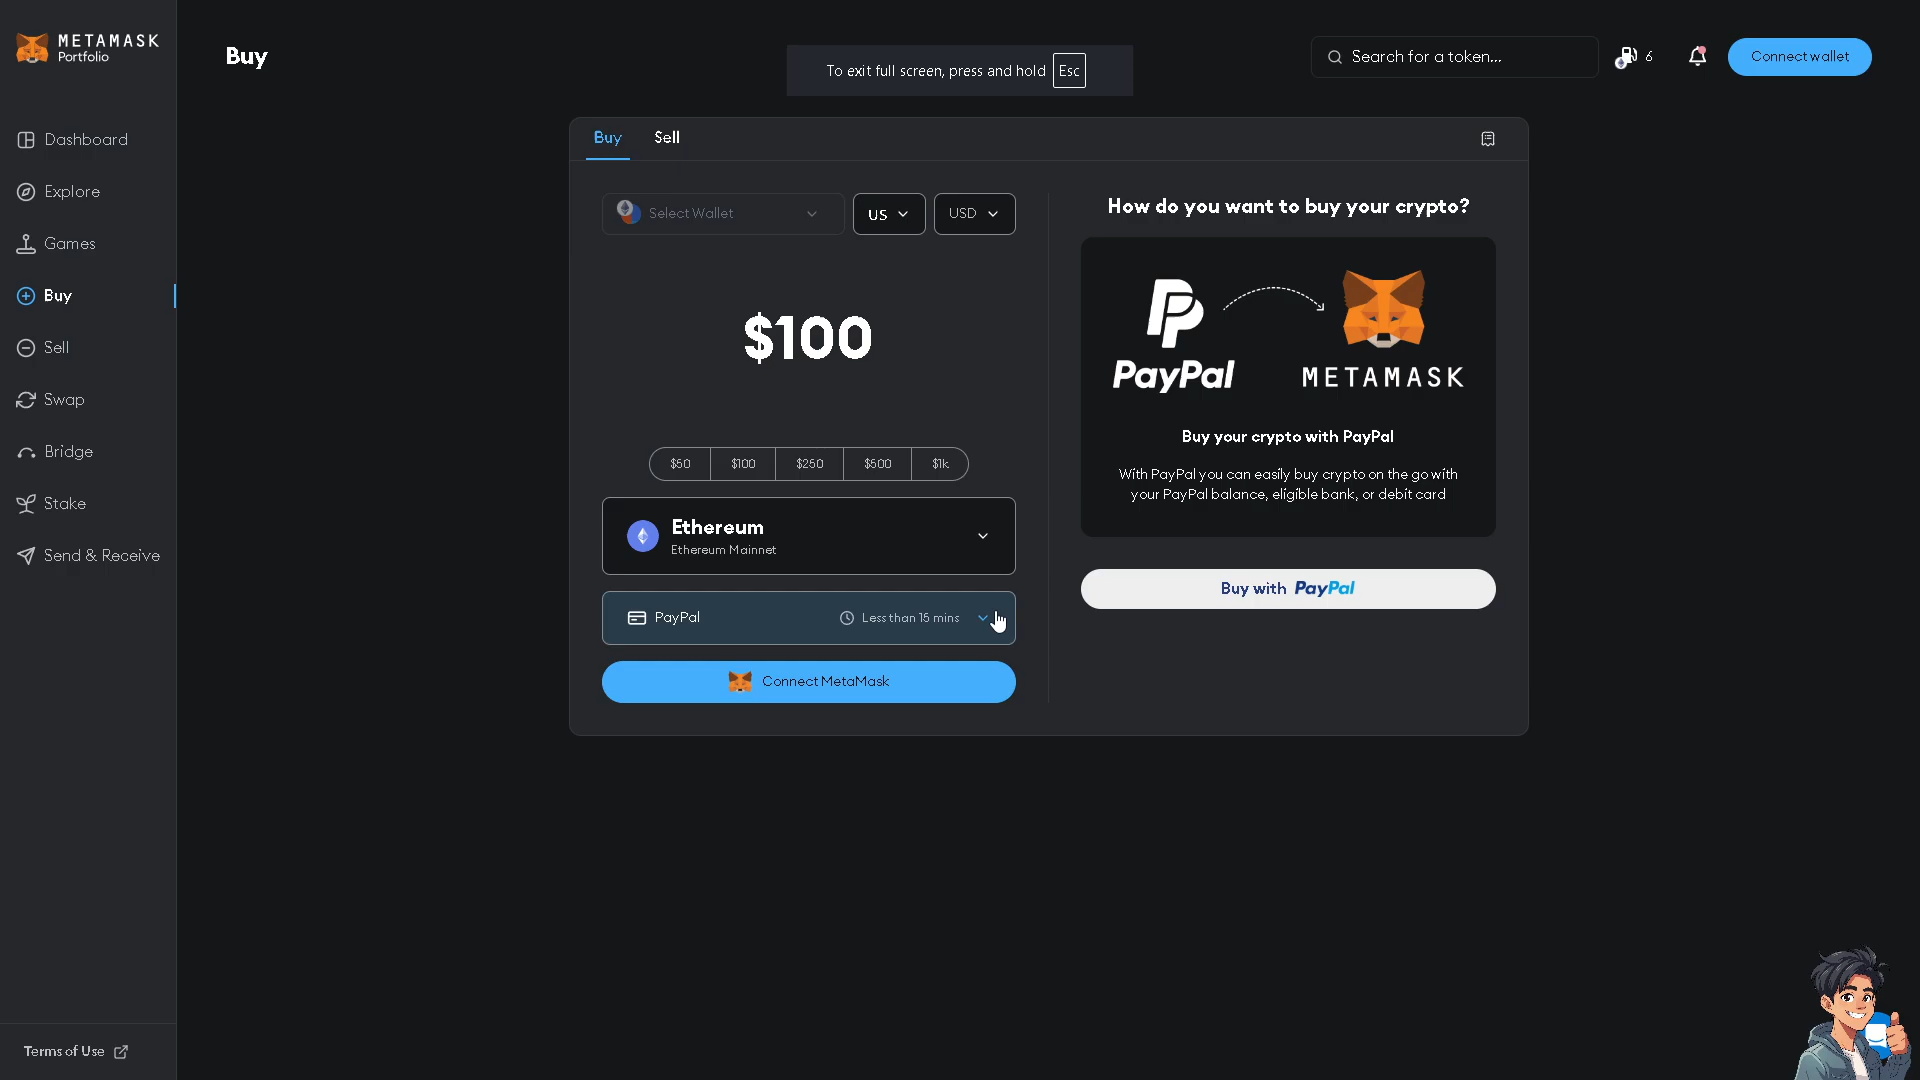 METAMASK
Portfolio
Dashboard
Explore
Games
Buy
Sell
Swap
Bridge
Stake
Send & Receive
Terms of Use
Buy
To exit full screen, press and hold Esc
Search for a token...
6
Connect wallet
Buy
Sell
Select Wallet
US
USD
$100
$50
$100
$250
$500
$1k
Ethereum
Ethereum Mainnet
PayPal
Less than 15 mins
Connect MetaMask
How do you want to buy your crypto?
PayPal
METAMASK
Buy your crypto with PayPal
With PayPal you can easily buy crypto on the go with
your PayPal balance, eligible bank, or debit card
Buy with PayPal